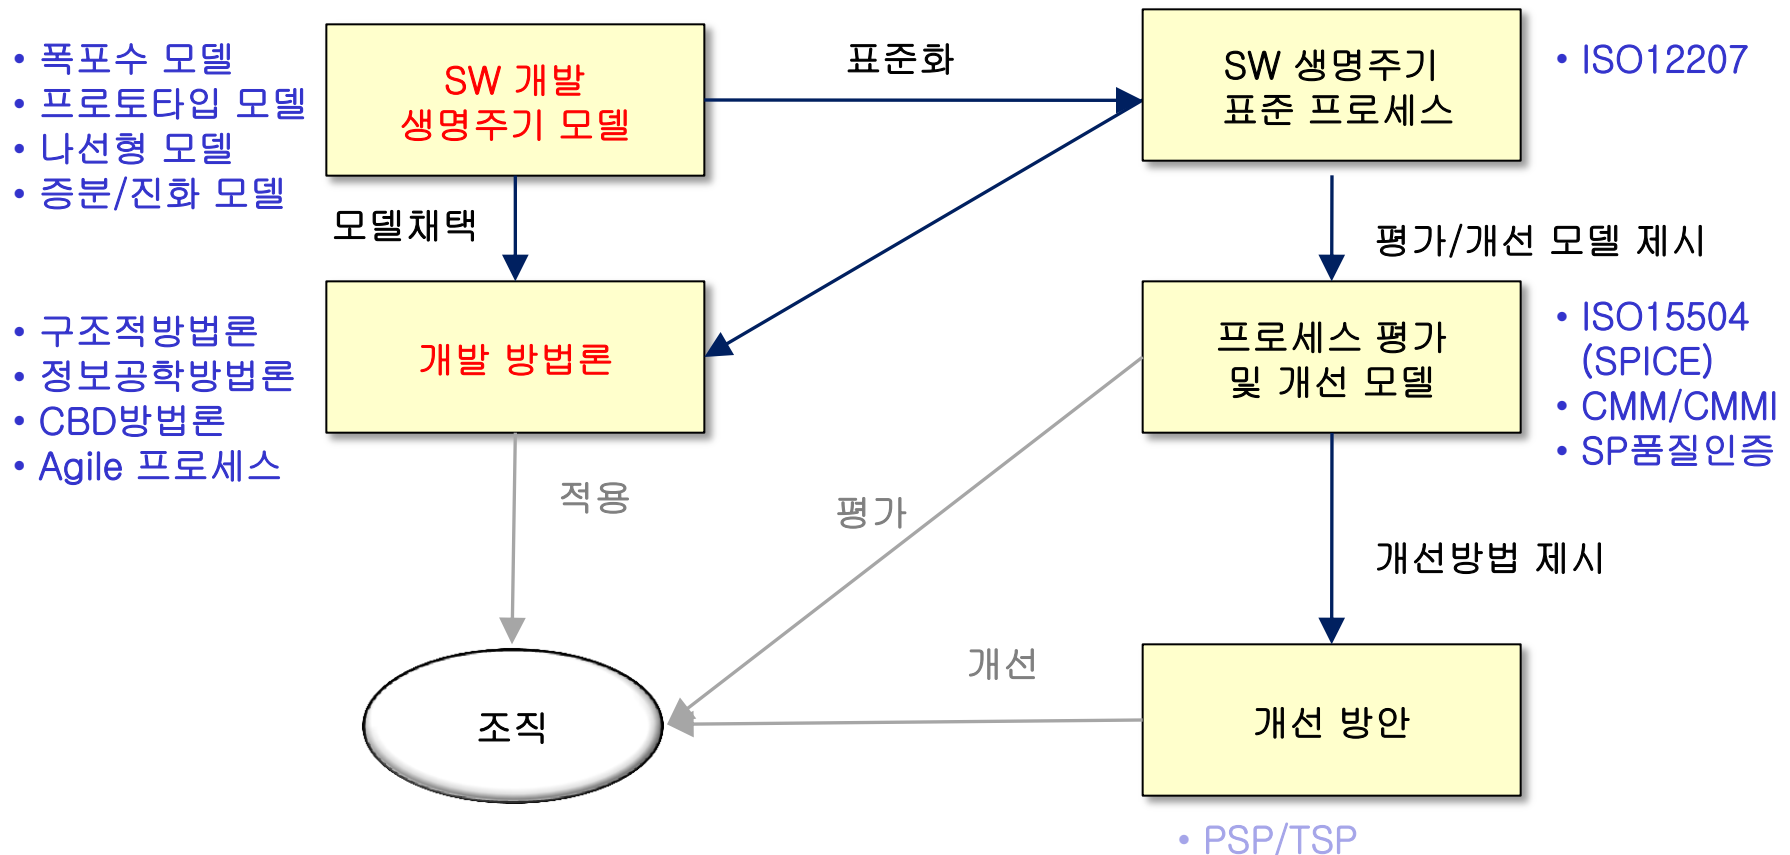 • 폭포수 모델
• 프로토타입 모델
• 나선형 모델
• 증분/진화 모델
SW 개발
생명주기 모델
표준화
SW 생명주기
표준 프로세스
• ISO12207
모델채택
평가/개선 모델 제시
• 구조적방법론
• 정보공학방법론
• CBD방법론
• Agile 프로세스
개발 방법론
프로세스 평가
및 개선 모델
• ISO15504
(SPICE)
• CMM/CMMI
• SP품질인증
적용
평가
개선방법 제시
조직
개선
개선 방안
• PSP/TSP